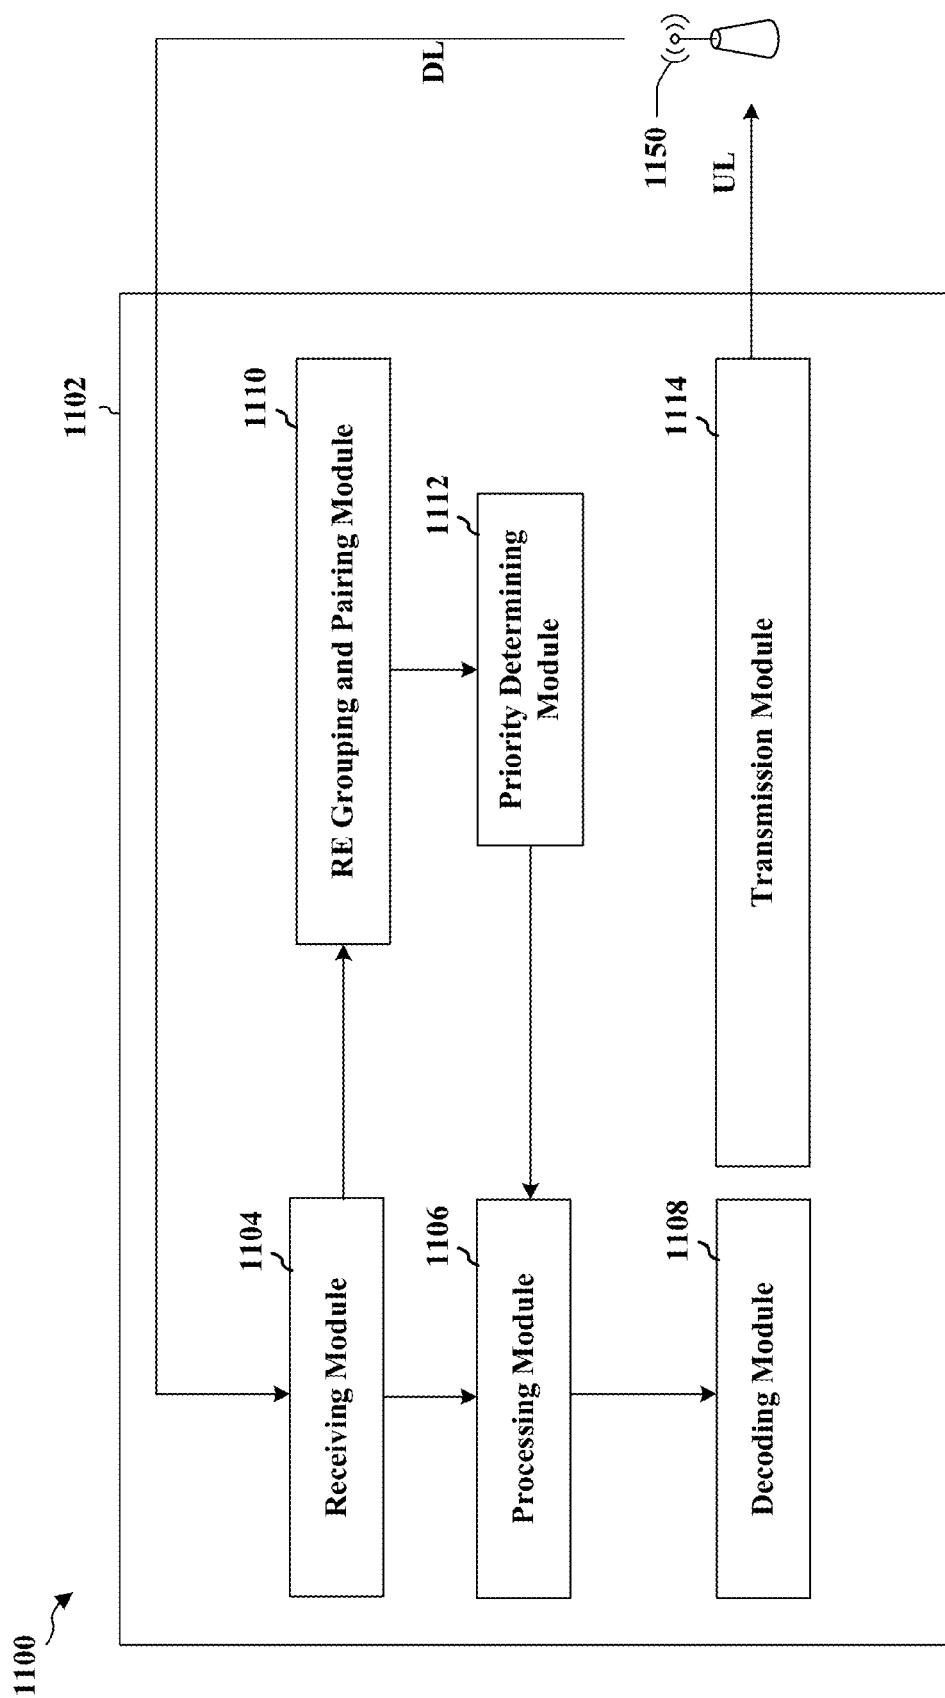 1100
1102
DL
1150
UL
1104
Receiving Module
1110
RE Grouping and Pairing Module
1106
Processing Module
1112
Priority Determining
Module
1108
Decoding Module
1114
Transmission Module